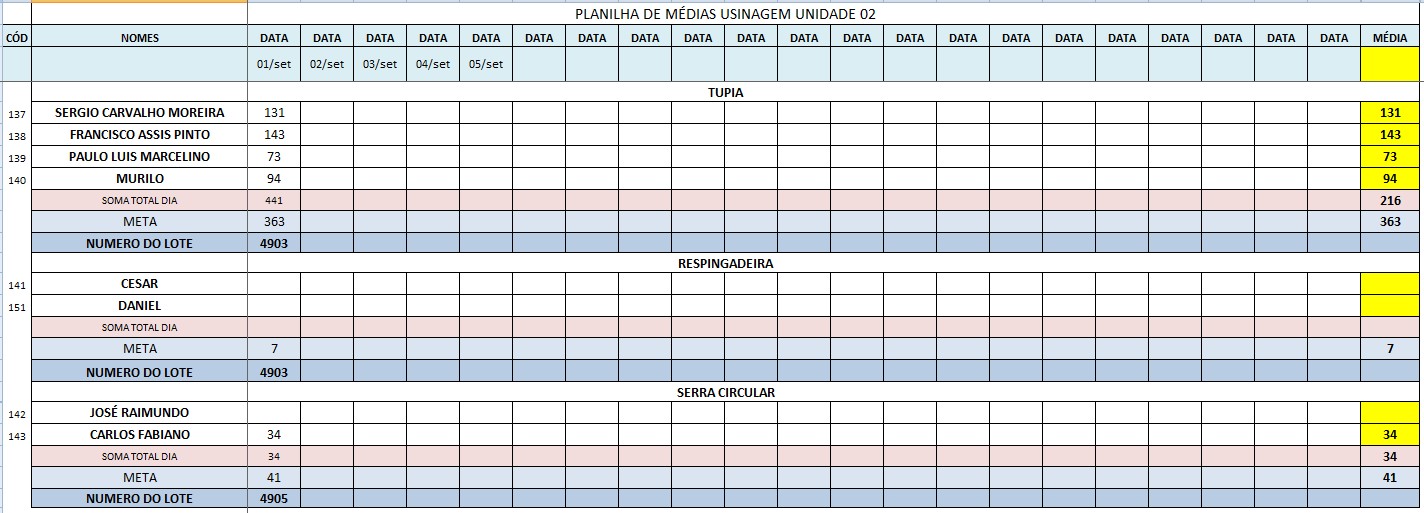 PLANILHA DE MÉDIAS USINAGEM UNIDADE 02
CÓD NOMES DATA DATA DATA DATA DATA DATA DATA DATA DATA DATA DATA DATA DATA DATA DATA DATA DATA DATA DATA DATA DATA MÉDIA
01/set 02/set 03/set 04/set 05/set
TUPIA
137 SERGIO CARVALHO MOREIRA 131 131
138 FRANCISCO ASSIS PINTO 143 143
139 PAULO LUIS MARCELINO 73 73
140 MURILO 94 94
SOMA TOTAL DIA 441 216
META 363 363
NUMERO DO LOTE 4903
RESPINGADEIRA
141 CESAR
151 DANIEL
SOMA TOTAL DIA
META 7 7
NUMERO DO LOTE 4903
SERRA CIRCULAR
142 JOSÉ RAIMUNDO
143 CARLOS FABIANO 34 34
SOMA TOTAL DIA 34 34
META 41 41
NUMERO DO LOTE 4905